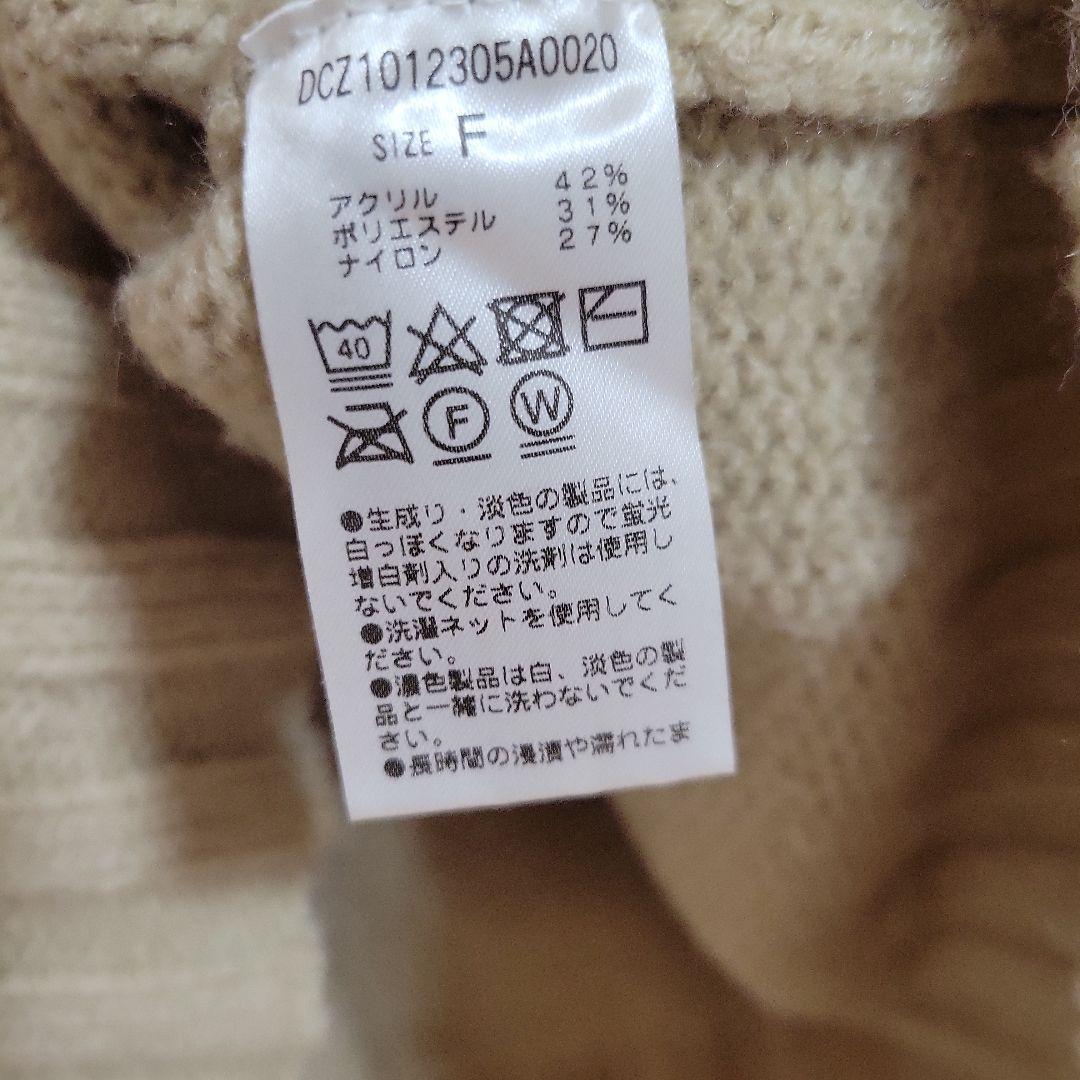 DCZ1012305A0020
SIZE F
アクリル 42%
ポリエステル 31%
ナイロン 27%
40
F W
●生成り・淡色の製品には、
白っぽくなりますので蛍光
増白剤入りの洗剤は使用し
ないでください。
●洗濯ネットを使用してく
ださい。
●濃色製品は白、淡色の製
品と一緒に洗わないでくだ
さい。
●長時間の浸漬や濡れたま